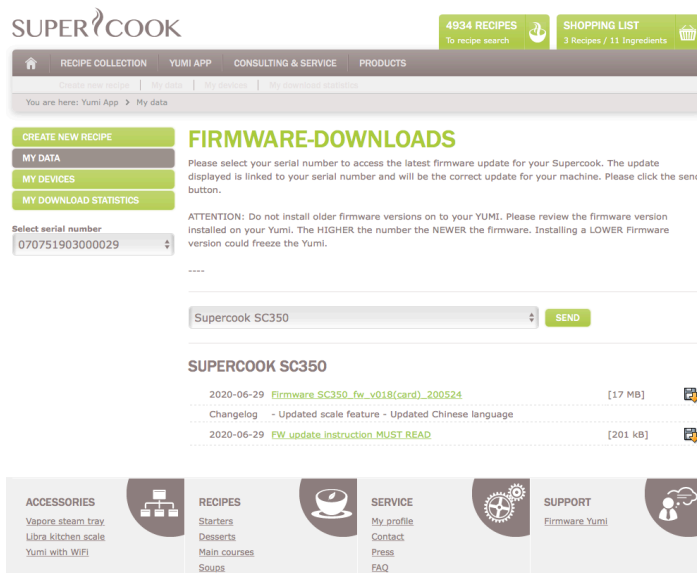 SUPER COOK
4934 RECIPES
To recipe search
SHOPPING LIST
3 Recipes / 11 Ingredients
RECIPE COLLECTION YUMI APP CONSULTING & SERVICE PRODUCTS
Create new recipe | My data | My devices | My download statistics
You are here: Yumi App > My data
CREATE NEW RECIPE
MY DATA
MY DEVICES
MY DOWNLOAD STATISTICS
Select serial number
070751903000029
FIRMWARE-DOWNLOADS
Please select your serial number to access the latest firmware update for your Supercook. The update
displayed is linked to your serial number and will be the correct update for your machine. Please click the send
button.
ATTENTION: Do not install older firmware versions on to your YUMI. Please review the firmware version
installed on your Yumi. The HIGHER the number the NEWER the firmware. Installing a LOWER Firmware
version could freeze the Yumi.
----
Supercook SC350
SEND
SUPERCOOK SC350
2020-06-29 Firmware SC350_fw_v018(card)_200524 [17 MB]
Changelog - Updated scale feature - Updated Chinese language
2020-06-29 FW update instruction MUST READ [201 kB]
ACCESSORIES
Vapore steam tray
Libra kitchen scale
Yumi with WiFi
RECIPES
Starters
Desserts
Main courses
Soups
SERVICE
My profile
Contact
Press
FAQ
SUPPORT
Firmware Yumi